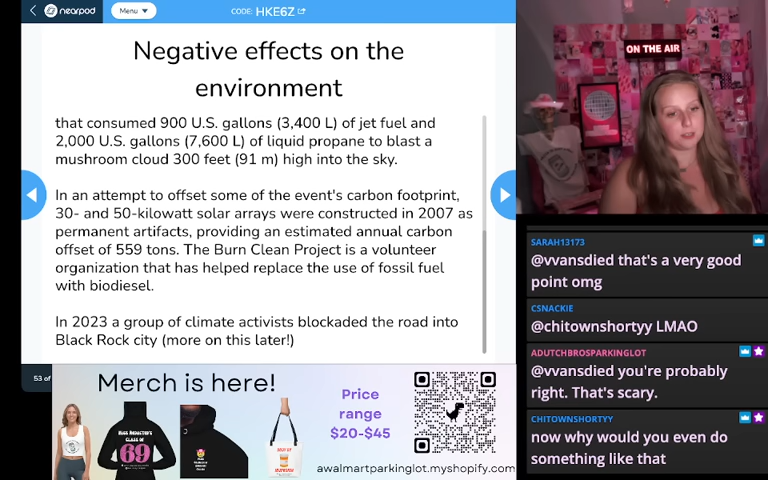 nearpod
Menu
CODE: HKE6Z
ON THE AIR
Negative effects on the
environment
that consumed 900 U.S. gallons (3,400 L) of jet fuel and
2,000 U.S. gallons (7,600 L) of liquid propane to blast a
mushroom cloud 300 feet (91 m) high into the sky.
In an attempt to offset some of the event's carbon footprint,
30- and 50-kilowatt solar arrays were constructed in 2007 as
permanent artifacts, providing an estimated annual carbon
offset of 559 tons. The Burn Clean Project is a volunteer
organization that has helped replace the use of fossil fuel
with biodiesel.
In 2023 a group of climate activists blockaded the road into
Black Rock city (more on this later!)
53 of
Merch is here!
Price
range
$20-$45
69
awalmartparkinglot.myshopify.com
SARAH13173
@vvansdied that's a very good
point omg
CSNACKIE
@chitownshortyy LMAO
ADUTCHBROSPARKINGLOT
@vvansdied you're probably
right. That's scary.
CHITOWNSHORTYY
now why would you even do
something like that